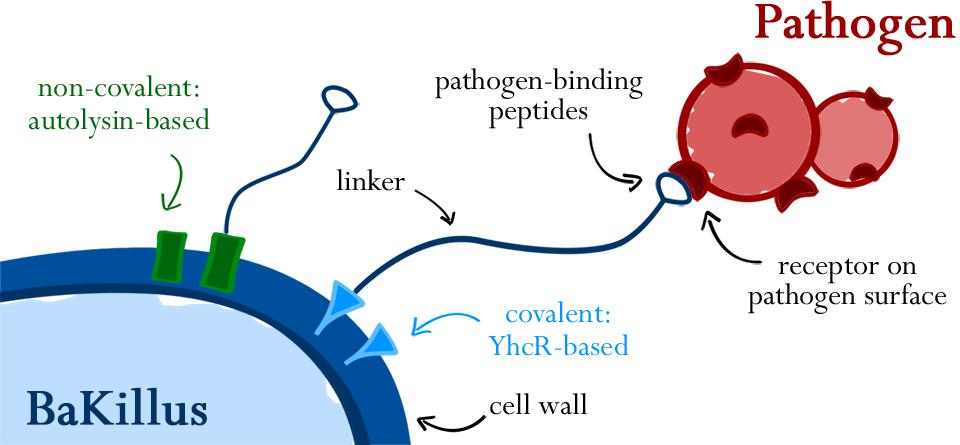 Pathogen
non-covalent:
autolysin-based
pathogen-binding
peptides
linker
receptor on
pathogen surface
covalent:
YhcR-based
BaKillus
cell wall